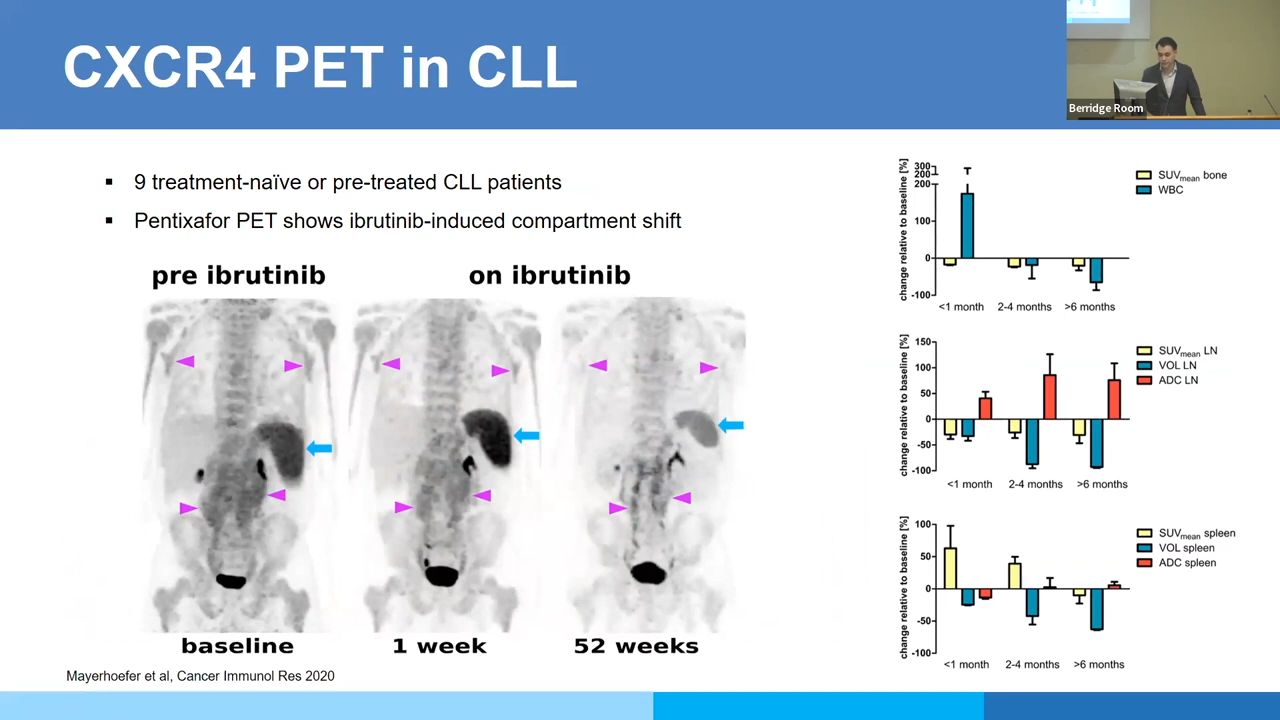 CXCR4 PET in CLL
Berridge Room
▪ 9 treatment-naïve or pre-treated CLL patients
▪ Pentixafor PET shows ibrutinib-induced compartment shift
pre ibrutinib
on ibrutinib
baseline
1 week
52 weeks
Mayerhoefer et al, Cancer Immunol Res 2020
change relative to baseline [%]
300
200
200
100
0
-100
<1 month
2-4 months
>6 months
SUVmean bone
WBC
change relative to baseline [%]
150
100
50
0
-50
-100
<1 month
2-4 months
>6 months
SUVmean LN
VOL LN
ADC LN
change relative to baseline [%]
100
50
0
-50
-100
<1 month
2-4 months
>6 months
SUVmean spleen
VOL spleen
ADC spleen